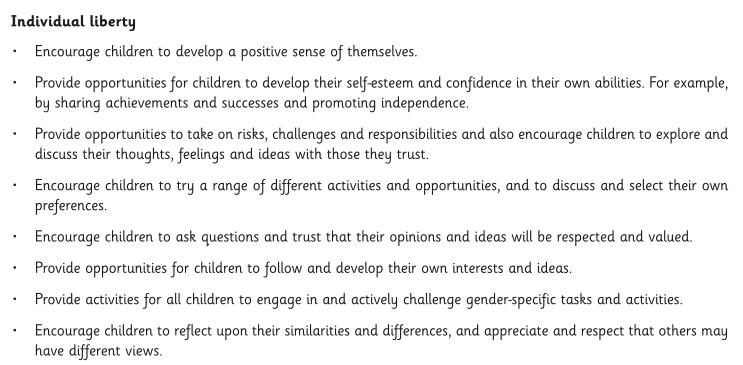 Individual liberty
• Encourage children to develop a positive sense of themselves.
• Provide opportunities for children to develop their self-esteem and confidence in their own abilities. For example,
by sharing achievements and successes and promoting independence.
• Provide opportunities to take on risks, challenges and responsibilities and also encourage children to explore and
discuss their thoughts, feelings and ideas with those they trust.
• Encourage children to try a range of different activities and opportunities, and to discuss and select their own
preferences.
• Encourage children to ask questions and trust that their opinions and ideas will be respected and valued.
• Provide opportunities for children to follow and develop their own interests and ideas.
• Provide activities for all children to engage in and actively challenge gender-specific tasks and activities.
• Encourage children to reflect upon their similarities and differences, and appreciate and respect that others may
have different views.